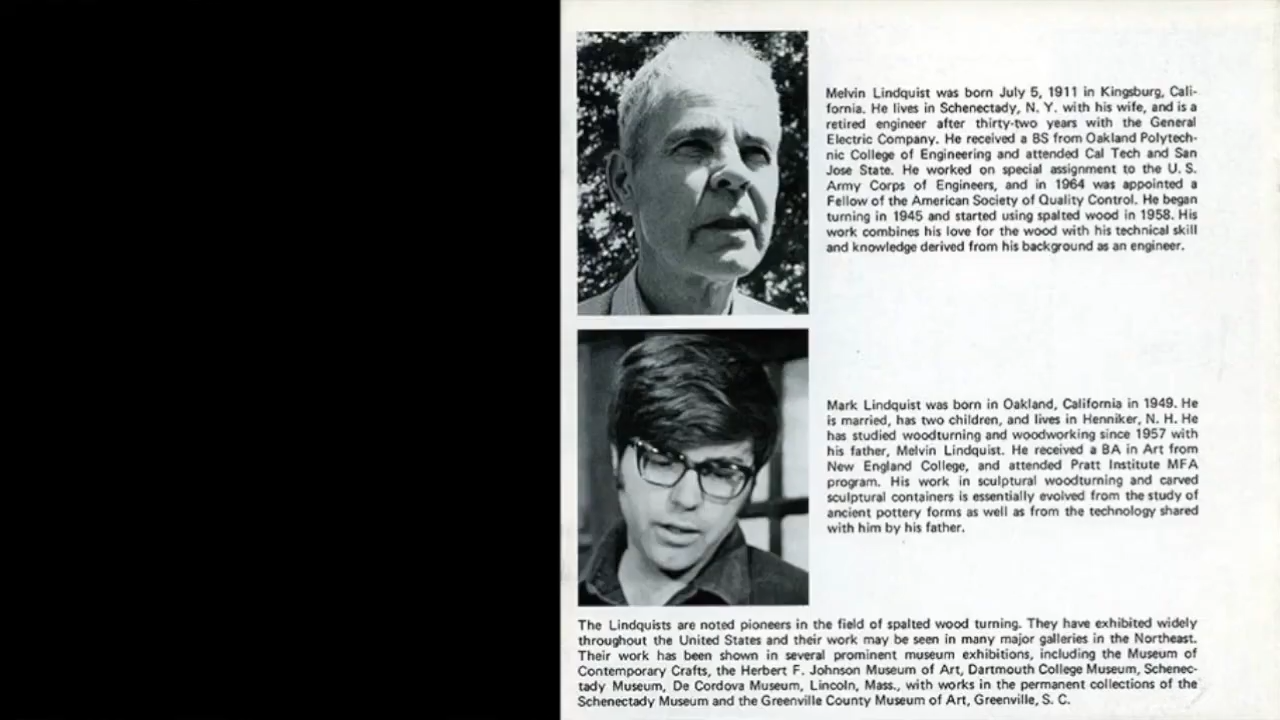 Melvin Lindquist was born July 5, 1911 in Kingsburg, Cali-
fornia. He lives in Schenectady, N. Y. with his wife, and is a
retired engineer after thirty-two years with the General
Electric Company. He received a BS from Oakland Polytech-
nic College of Engineering and attended Cal Tech and San
Jose State. He worked on special assignment to the U. S.
Army Corps of Engineers, and in 1964 was appointed a
Fellow of the American Society of Quality Control. He began
turning in 1945 and started using spalted wood in 1958. His
work combines his love for the wood with his technical skill
and knowledge derived from his background as an engineer.
Mark Lindquist was born in Oakland, California in 1949. He
is married, has two children, and lives in Henniker, N. H. He
has studied woodturning and woodworking since 1957 with
his father, Melvin Lindquist. He received a BA in Art from
New England College, and attended Pratt Institute MFA
program. His work in sculptural woodturning and carved
sculptural containers is essentially evolved from the study of
ancient pottery forms as well as from the technology shared
with him by his father.
The Lindquists are noted pioneers in the field of spalted wood turning. They have exhibited widely
throughout the United States and their work may be seen in many major galleries in the Northeast.
Their work has been shown in several prominent museum exhibitions, including the Museum of
Contemporary Crafts, the Herbert F. Johnson Museum of Art, Dartmouth College Museum, Schenec-
tady Museum, De Cordova Museum, Lincoln, Mass., with works in the permanent collections of the
Schenectady Museum and the Greenville County Museum of Art, Greenville, S. C.